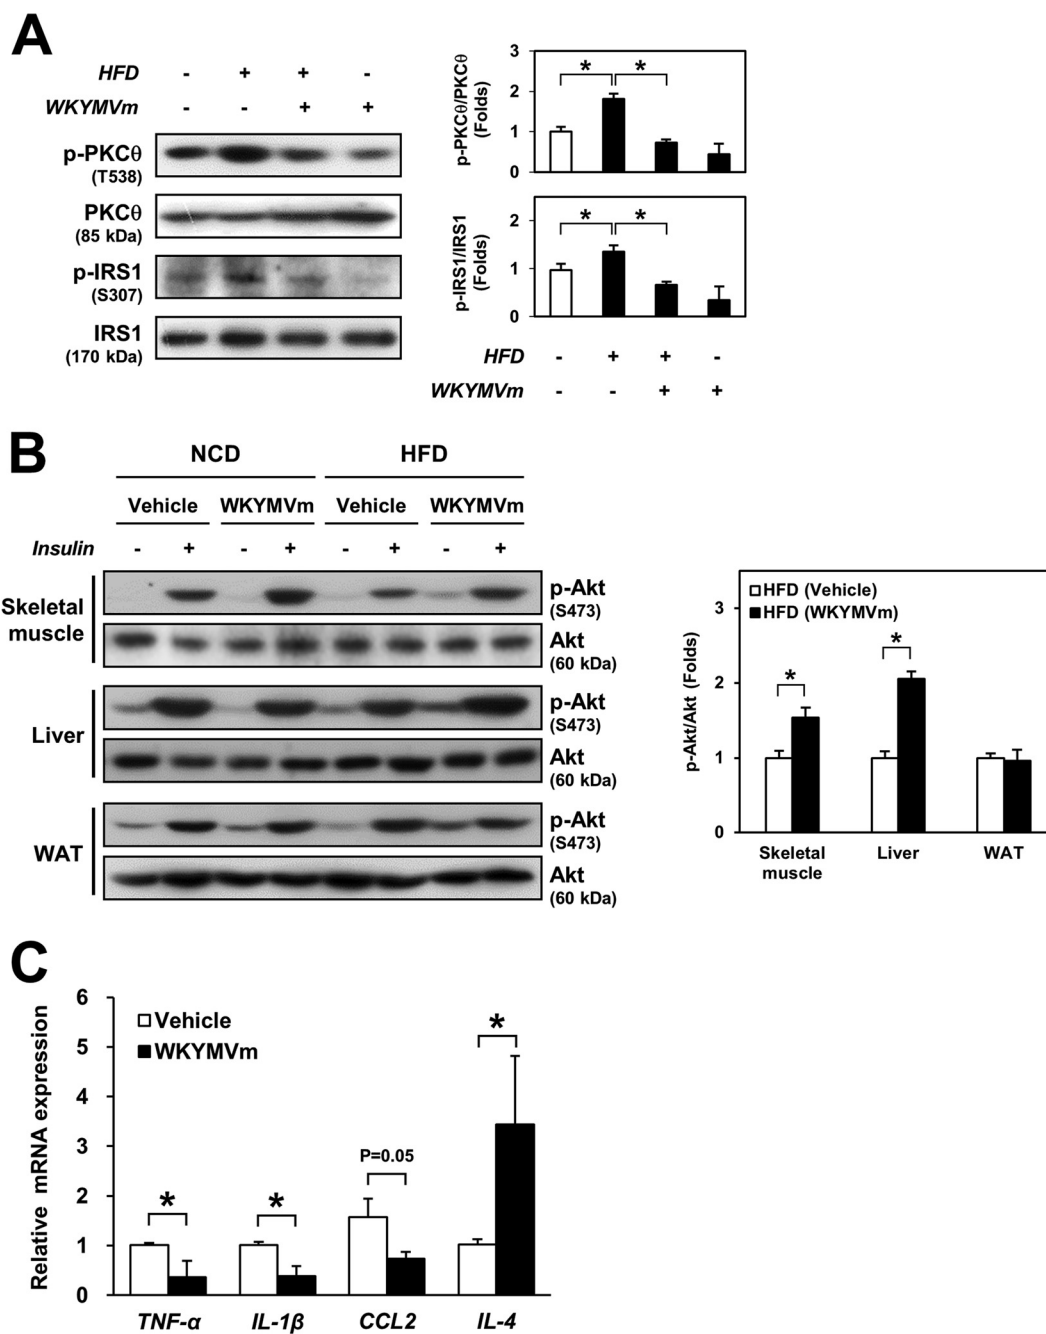 A
HFD - + + -
WKYMVm - - + +
p-PKCθ
(T538)
PKCθ
(85 kDa)
p-IRS1
(S307)
IRS1
(170 kDa)
p-PKCθ/PKCθ
(Folds)
3
2
1
0
* *
p-IRS1/IRS1
(Folds)
2
1
0
* *
HFD - + + -
WKYMVm - - + +
B
NCD HFD
Vehicle WKYMVm Vehicle WKYMVm
Insulin - + - + - + - +
Skeletal
muscle
p-Akt
(S473)
Akt
(60 kDa)
Liver
p-Akt
(S473)
Akt
(60 kDa)
WAT
p-Akt
(S473)
Akt
(60 kDa)
p-Akt/Akt (Folds)
HFD (Vehicle)
HFD (WKYMVm)
3
2
1
0
* *
Skeletal
muscle
Liver
WAT
C
Relative mRNA expression
6
5
4
3
2
1
0
Vehicle
WKYMVm
*
*
P=0.05
*
TNF-α IL-1β CCL2 IL-4